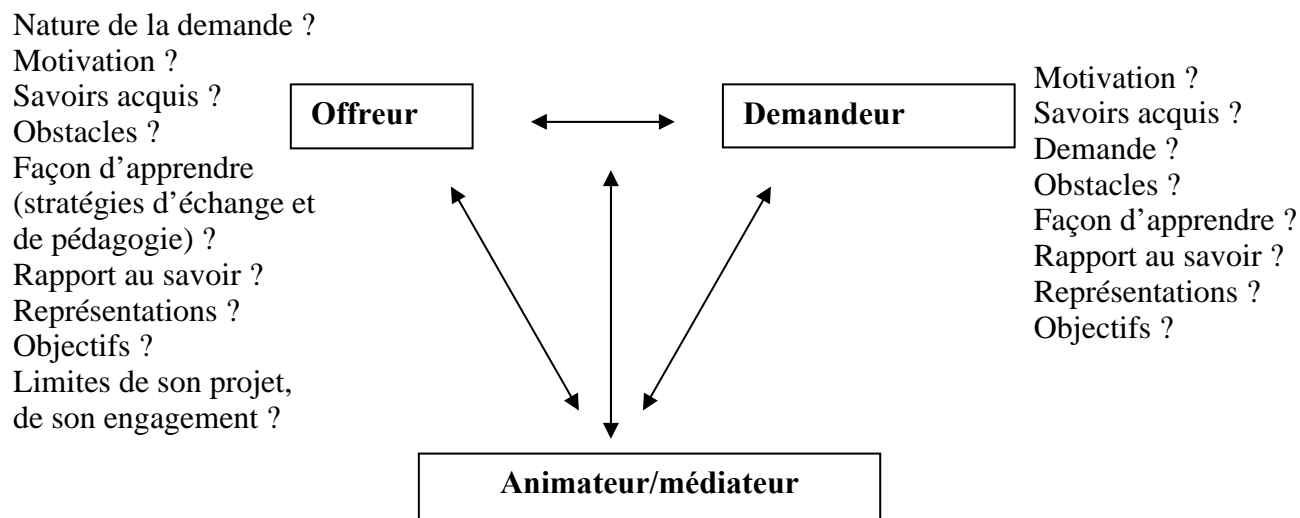 Nature de la demande ?
Motivation ?
Savoirs acquis ?
Obstacles ?
Façon d’apprendre
(stratégies d’échange et
de pédagogie) ?
Rapport au savoir ?
Représentations ?
Objectifs ?
Limites de son projet,
de son engagement ?
Offreur
Demandeur
Motivation ?
Savoirs acquis ?
Demande ?
Obstacles ?
Façon d’apprendre ?
Rapport au savoir ?
Représentations ?
Objectifs ?
Animateur/médiateur